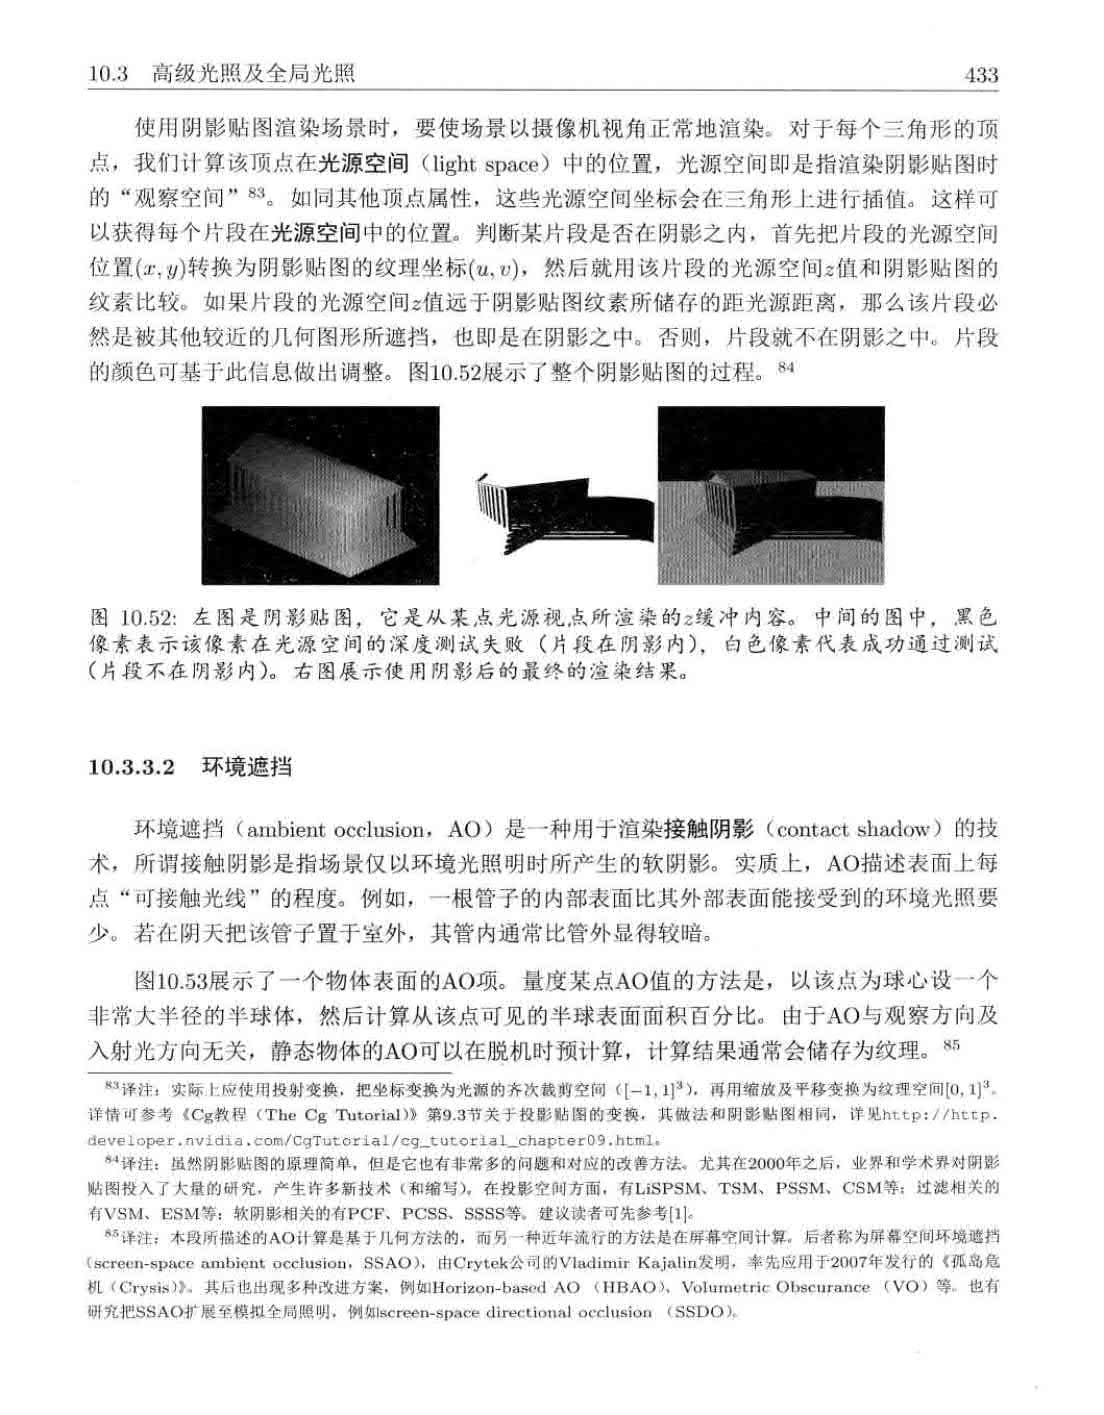 10.3 高级光照及全局光照 433
使用阴影贴图渲染场景时，要使场景以摄像机视角正常地渲染。对于每个三角形的顶
点，我们计算该顶点在光源空间（light space）中的位置，光源空间即是指渲染阴影贴图时
的“观察空间”83。如同其他顶点属性，这些光源空间坐标会在三角形上进行插值。这样可
以获得每个片段在光源空间中的位置。判断某片段是否在阴影之内，首先把片段的光源空间
位置(x, y)转换为阴影贴图的纹理坐标(u, v)，然后就用该片段的光源空间z值和阴影贴图的
纹素比较。如果片段的光源空间z值远于阴影贴图纹素所储存的距光源距离，那么该片段必
然是被其他较近的几何图形所遮挡，也即是在阴影之中。否则，片段就不在阴影之中。片段
的颜色可基于此信息做出调整。图10.52展示了整个阴影贴图的过程。84
图 10.52: 左图是阴影贴图，它是从某点光源视点所渲染的z缓冲内容。中间的图中，黑色
像素表示该像素在光源空间的深度测试失败（片段在阴影内），白色像素代表成功通过测试
（片段不在阴影内）。右图展示使用阴影后的最终的渲染结果。
10.3.3.2 环境遮挡
环境遮挡（ambient occlusion，AO）是一种用于渲染接触阴影（contact shadow）的技
术，所谓接触阴影是指场景仅以环境光照明时所产生的软阴影。实质上，AO描述表面上每
点“可接触光线”的程度。例如，一根管子的内部表面比其外部表面能接受到的环境光照要
少。若在阴天把该管子置于室外，其管内通常比管外显得较暗。
图10.53展示了一个物体表面的AO项。量度某点AO值的方法是，以该点为球心设一个
非常大半径的半球体，然后计算从该点可见的半球表面面积百分比。由于AO与观察方向及
入射光方向无关，静态物体的AO可以在脱机时预计算，计算结果通常会储存为纹理。85
83译注：实际上应使用投射变换，把坐标变换为光源的齐次裁剪空间（[−1, 1]3），再用缩放及平移变换为纹理空间[0, 1]3。
详情可参考《Cg教程（The Cg Tutorial）》第9.3节关于投影贴图的变换，其做法和阴影贴图相同，详见http://http.
developer.nvidia.com/CgTutorial/cg_tutorial_chapter09.html。
84译注：虽然阴影贴图的原理简单，但是它也有非常多的问题和对应的改善方法。尤其在2000年之后，业界和学术界对阴影
贴图投入了大量的研究，产生许多新技术（和缩写）。在投影空间方面，有LiSPSM、TSM、PSSM、CSM等；过滤相关的
有VSM、ESM等；软阴影相关的有PCF、PCSS、SSSS等。建议读者可先参考[1]。
85译注：本段所描述的AO计算是基于几何方法的，而另一种近年流行的方法是在屏幕空间计算。后者称为屏幕空间环境遮挡
（screen-space ambient occlusion，SSAO），由Crytek公司的Vladimir Kajalin发明，率先应用于2007年发行的《孤岛危
机（Crysis）》。其后也出现多种改进方案，例如Horizon-based AO （HBAO）、Volumetric Obscurance （VO）等。也有
研究把SSAO扩展至模拟全局照明，例如screen-space directional occlusion （SSDO）。